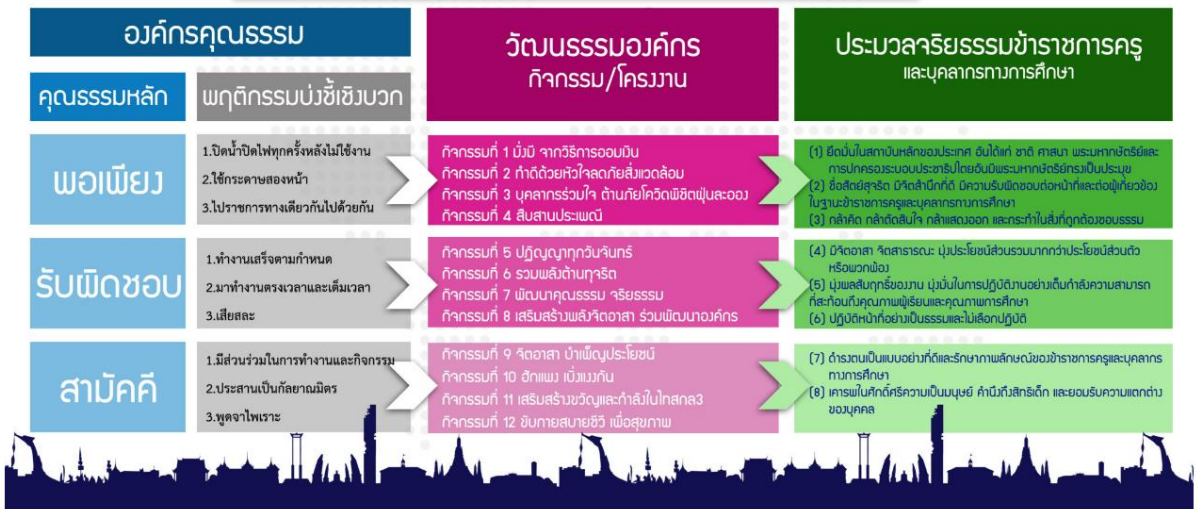 องค์กรคุณธรรม
คุณธรรมหลัก
พฤติกรรมบ่งชี้เชิงบวก
วัฒนธรรมองค์กร
กิจกรรม/โครงงาน
ประมวลจริยธรรมข้าราชการครู
และบุคลากรทางการศึกษา
พอเพียง
1.ปิดน้ำปิดไฟทุกครั้งหลังไม่ใช้งาน
2.ใช้กระดาษสองหน้า
3.ไปราชการทางเดียวกันไปด้วยกัน
กิจกรรมที่ 1 มั่งมี จากวิธีการออมเงิน
กิจกรรมที่ 2 ทำดีด้วยหัวใจลดภัยสิ่งแวดล้อม
กิจกรรมที่ 3 บุคลากรร่วมใจ ต้านภัยโควิดพิชิตฝุ่นละออง
กิจกรรมที่ 4 สืบสานประเพณี
(1) ยึดมั่นในสถาบันหลักของประเทศ อันได้แก่ ชาติ ศาสนา พระมหากษัตริย์และ
การปกครองระบอบประชาธิปไตยอันมีพระมหากษัตริย์ทรงเป็นประมุข
(2) ซื่อสัตย์สุจริต มีจิตสำนึกที่ดี มีความรับผิดชอบต่อหน้าที่และต่อผู้เกี่ยวข้อง
ในฐานะข้าราชการครูและบุคลากรทางการศึกษา
(3) กล้าคิด กล้าตัดสินใจ กล้าแสดงออก และกระทำในสิ่งที่ถูกต้องชอบธรรม
รับผิดชอบ
1.ทำงานเสร็จตามกำหนด
2.มาทำงานตรงเวลาและเต็มเวลา
3.เสียสละ
กิจกรรมที่ 5 ปฏิญญาทุกวันจันทร์
กิจกรรมที่ 6 รวมพลังต้านทุจริต
กิจกรรมที่ 7 พัฒนาคุณธรรม จริยธรรม
กิจกรรมที่ 8 เสริมสร้างพลังจิตอาสา ร่วมพัฒนาองค์กร
(4) มีจิตอาสา จิตสาธารณะ มุ่งประโยชน์ส่วนรวมมากกว่าประโยชน์ส่วนตัว
หรือพวกพ้อง
(5) มุ่งผลสัมฤทธิ์ของงาน มุ่งมั่นในการปฏิบัติงานอย่างเต็มกำลังความสามารถ
ที่สะท้อนถึงคุณภาพผู้เรียนและคุณภาพการศึกษา
(6) ปฏิบัติหน้าที่อย่างเป็นธรรมและไม่เลือกปฏิบัติ
สามัคคี
1.มีส่วนร่วมในการทำงานและกิจกรรม
2.ประสานเป็นกัลยาณมิตร
3.พูดจาไพเราะ
กิจกรรมที่ 9 จิตอาสา บำเพ็ญประโยชน์
กิจกรรมที่ 10 ฮักแพง เบิ่งแงงกัน
กิจกรรมที่ 11 เสริมสร้างขวัญและกำลังใจไทสกล3
กิจกรรมที่ 12 ขยับกายสบายชีวี เพื่อสุขภาพ
(7) ดำรงตนเป็นแบบอย่างที่ดีและรักษาภาพลักษณ์ของข้าราชการครูและบุคลากร
ทางการศึกษา
(8) เคารพในศักดิ์ศรีความเป็นมนุษย์ คำนึงถึงสิทธิเด็ก และยอมรับความแตกต่าง
ของบุคคล